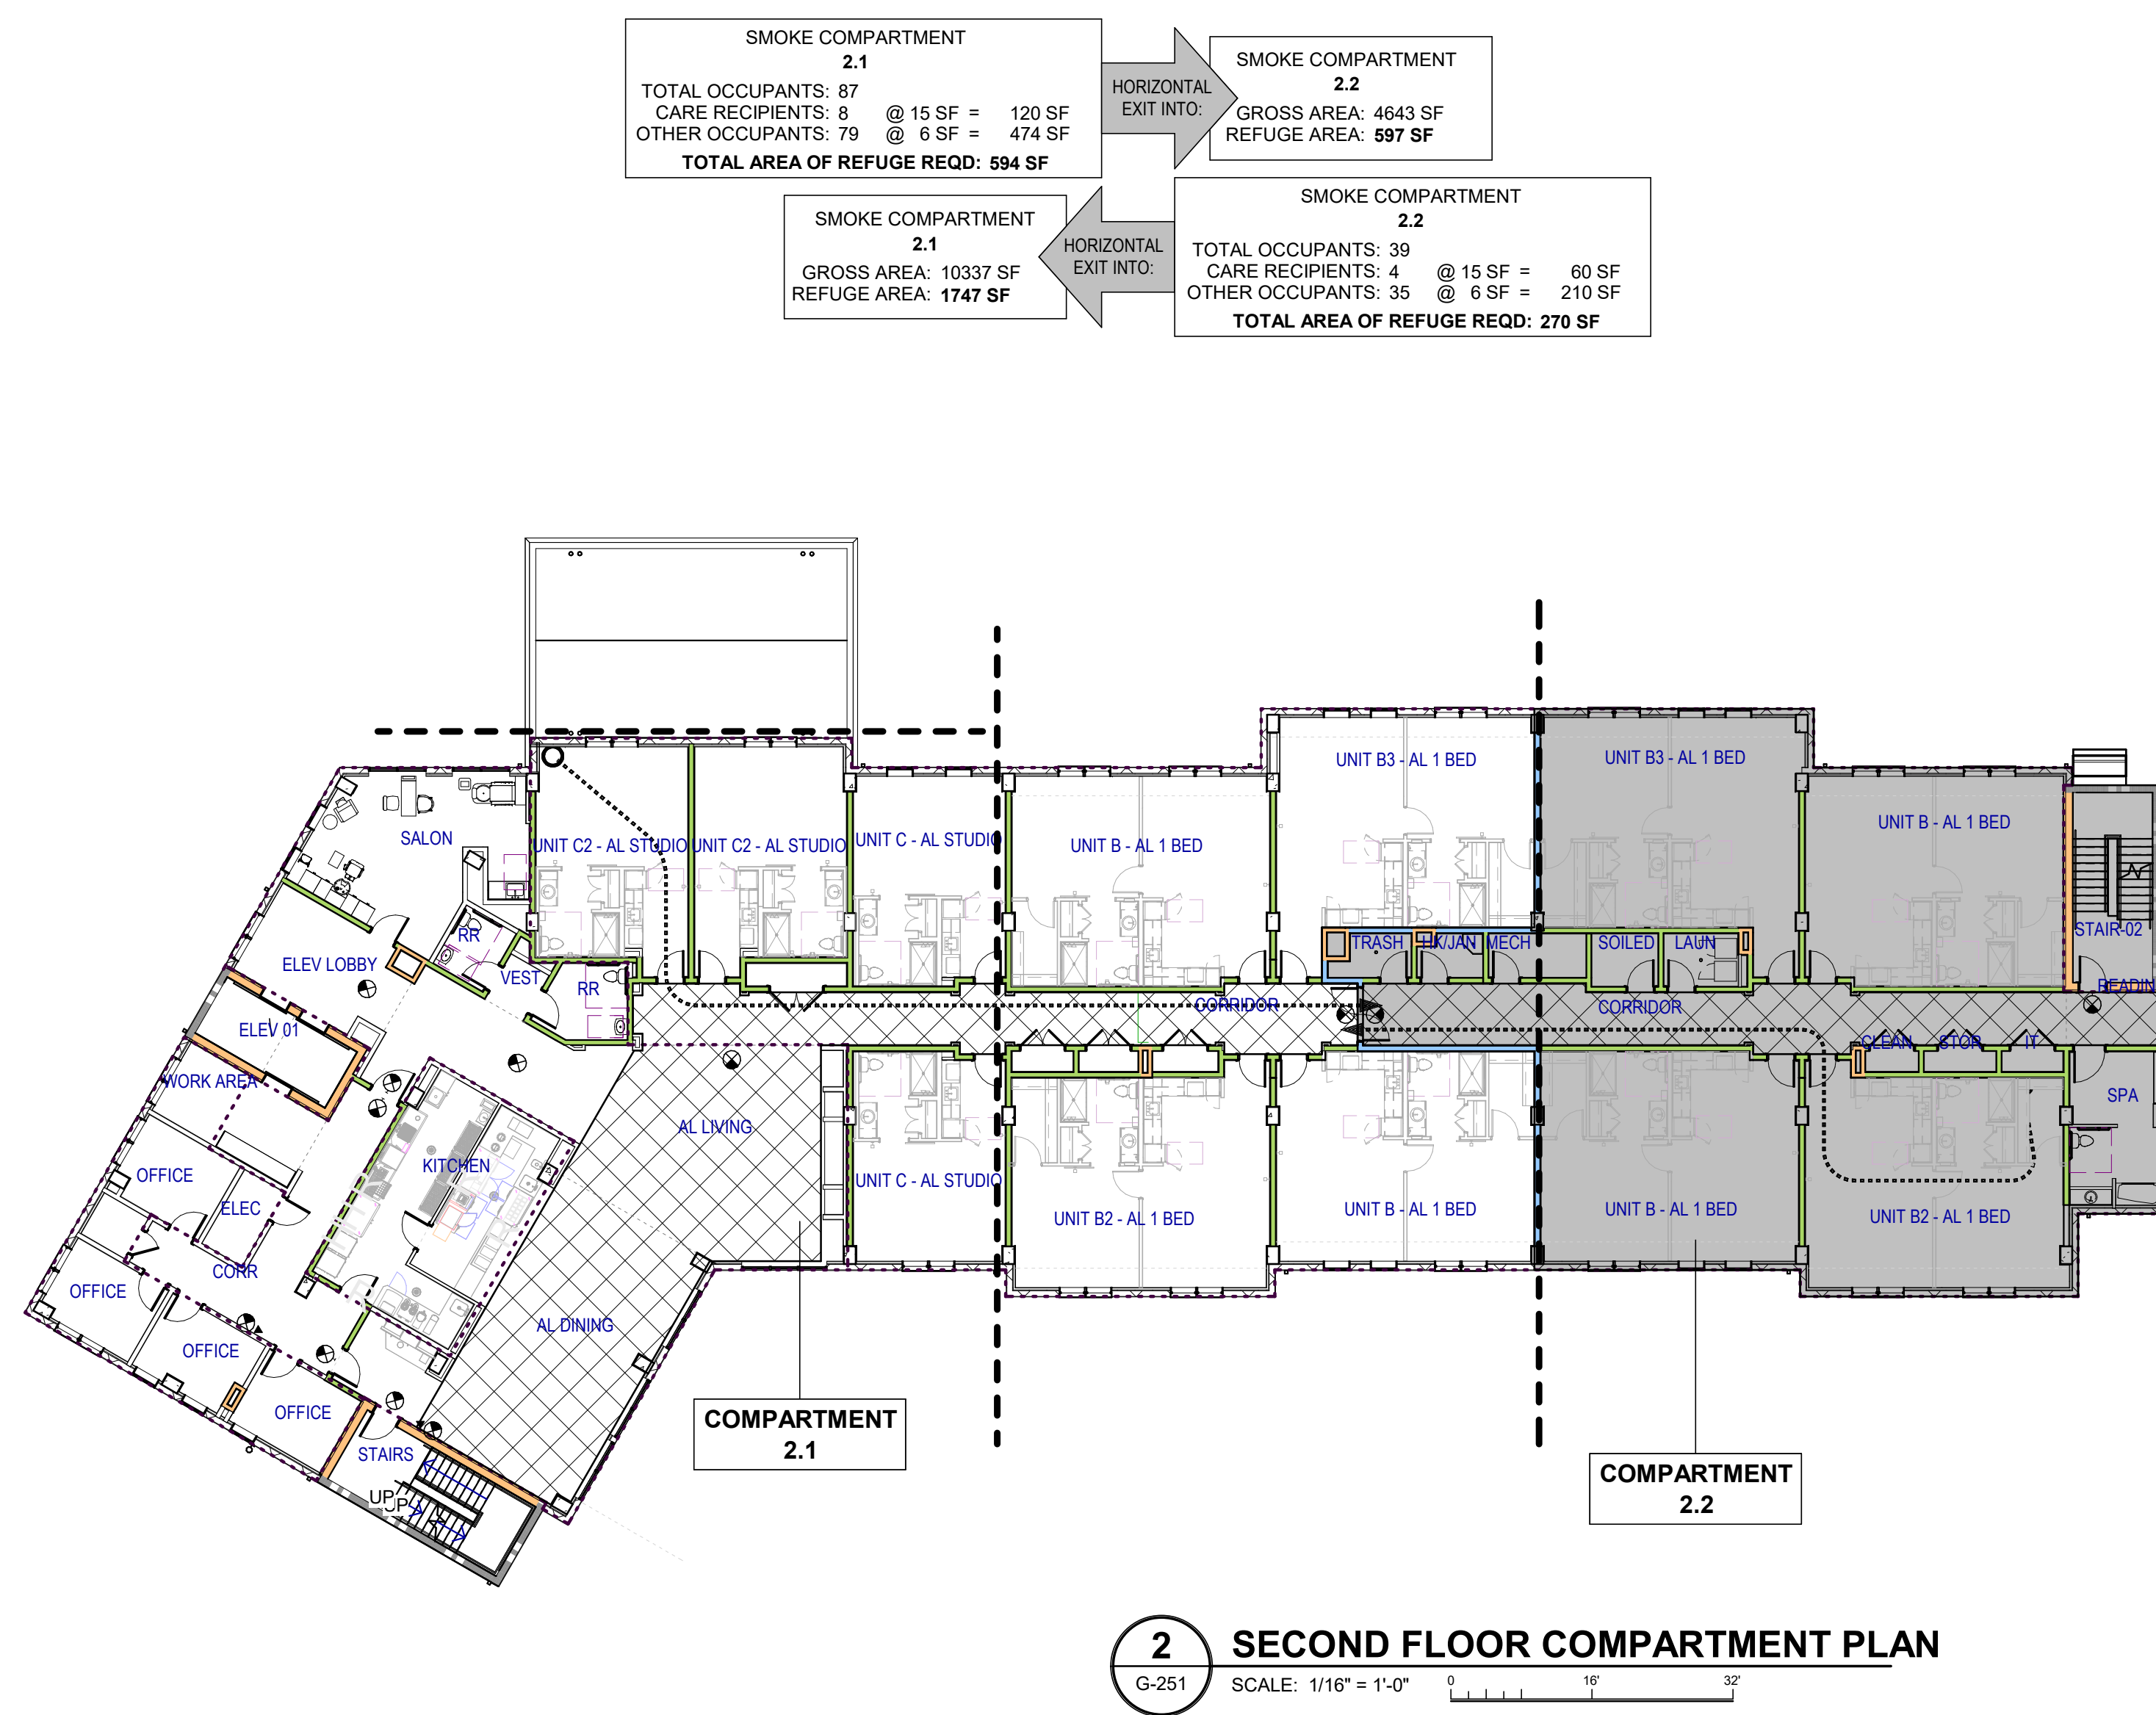 SMOKE COMPARTMENT
2.1
TOTAL OCCUPANTS: 87
CARE RECIPIENTS: 8 @ 15 SF = 120 SF
OTHER OCCUPANTS: 79 @ 6 SF = 474 SF
TOTAL AREA OF REFUGE REQD: 594 SF
HORIZONTAL
EXIT INTO:
SMOKE COMPARTMENT
2.2
GROSS AREA: 4643 SF
REFUGE AREA: 597 SF
SMOKE COMPARTMENT
2.1
GROSS AREA: 10337 SF
REFUGE AREA: 1747 SF
HORIZONTAL
EXIT INTO:
SMOKE COMPARTMENT
2.2
TOTAL OCCUPANTS: 39
CARE RECIPIENTS: 4 @ 15 SF = 60 SF
OTHER OCCUPANTS: 35 @ 6 SF = 210 SF
TOTAL AREA OF REFUGE REQD: 270 SF
UNIT B3 - AL 1 BED
UNIT B3 - AL 1 BED
UNIT B - AL 1 BED
SALON
UNIT C2 - AL STUDIO
UNIT C2 - AL STUDIO
UNIT C - AL STUDIO
UNIT B - AL 1 BED
RR
TRASH
HK/JAN
MECH
SOILED
LAUN
STAIR-02
ELEV LOBBY
VEST
RR
READIN
CORRIDOR
CORRIDOR
ELEV 01
CLEAN
STOR
IT
WORK AREA
SPA
AL LIVING
KITCHEN
OFFICE
UNIT C - AL STUDIO
ELEC
UNIT B2 - AL 1 BED
UNIT B - AL 1 BED
UNIT B - AL 1 BED
UNIT B2 - AL 1 BED
CORR
OFFICE
AL DINING
OFFICE
OFFICE
COMPARTMENT
2.1
STAIRS
UP
UP
COMPARTMENT
2.2
2
G-251
SECOND FLOOR COMPARTMENT PLAN
SCALE: 1/16" = 1'-0"
0 16' 32'